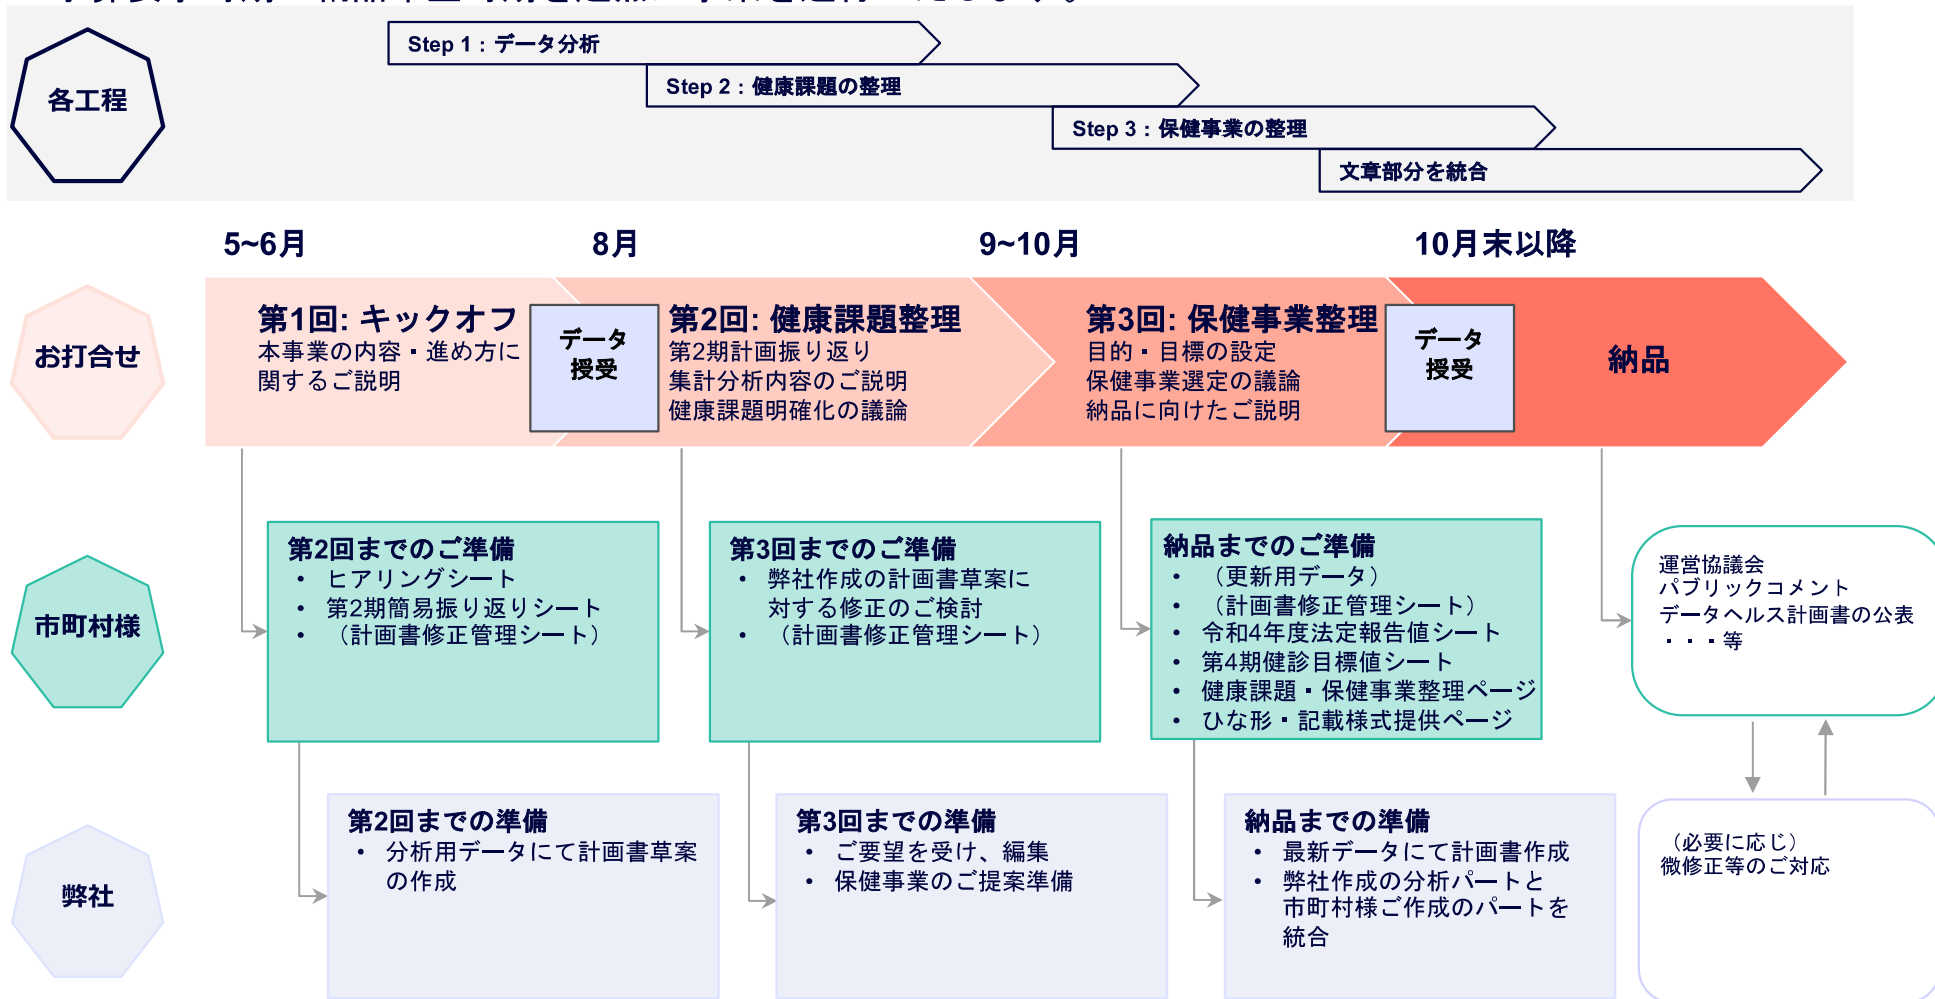 各工程
Step 1：データ分析
Step 2：健康課題の整理
Step 3：保健事業の整理
文章部分を統合
5~6月
8月
9~10月
10月末以降
お打合せ
第1回: キックオフ
本事業の内容・進め方に
関するご説明
データ
授受
第2回: 健康課題整理
第2期計画振り返り
集計分析内容のご説明
健康課題明確化の議論
第3回: 保健事業整理
目的・目標の設定
保健事業選定の議論
納品に向けたご説明
データ
授受
納品
市町村様
第2回までのご準備
• ヒアリングシート
• 第2期簡易振り返りシート
• （計画書修正管理シート）
第3回までのご準備
• 弊社作成の計画書草案に
対する修正のご検討
• （計画書修正管理シート）
納品までのご準備
• （更新用データ）
• （計画書修正管理シート）
• 令和4年度法定報告値シート
• 第4期健診目標値シート
• 健康課題・保健事業整理ページ
• ひな形・記載様式提供ページ
運営協議会
パブリックコメント
データヘルス計画書の公表
・・・等
弊社
第2回までの準備
• 分析用データにて計画書草案
の作成
第3回までの準備
• ご要望を受け、編集
• 保健事業のご提案準備
納品までの準備
• 最新データにて計画書作成
• 弊社作成の分析パートと
市町村様ご作成のパートを
統合
（必要に応じ）
微修正等のご対応